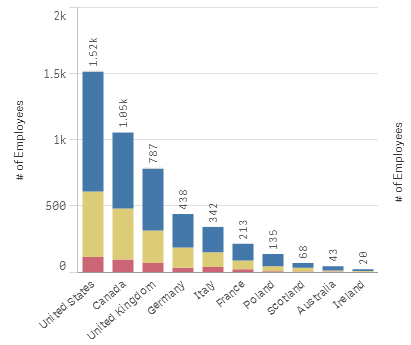 # of Employees
2k
1.5k
1k
500
0
1.52k
1.05k
787
438
342
213
135
68
43
20
United States
Canada
United Kingdom
Germany
Italy
France
Poland
Scotland
Australia
Ireland
# of Employees